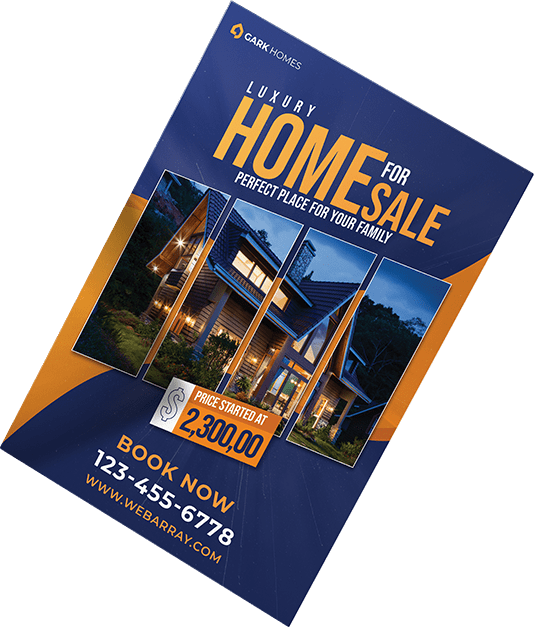 GARK HOMES
LUXURY
HOME FOR
SALE
PERFECT PLACE FOR YOUR FAMILY
$
PRICE STARTED AT
2,300,00
BOOK NOW
123-455-6778
WWW.WEBARRAY.COM